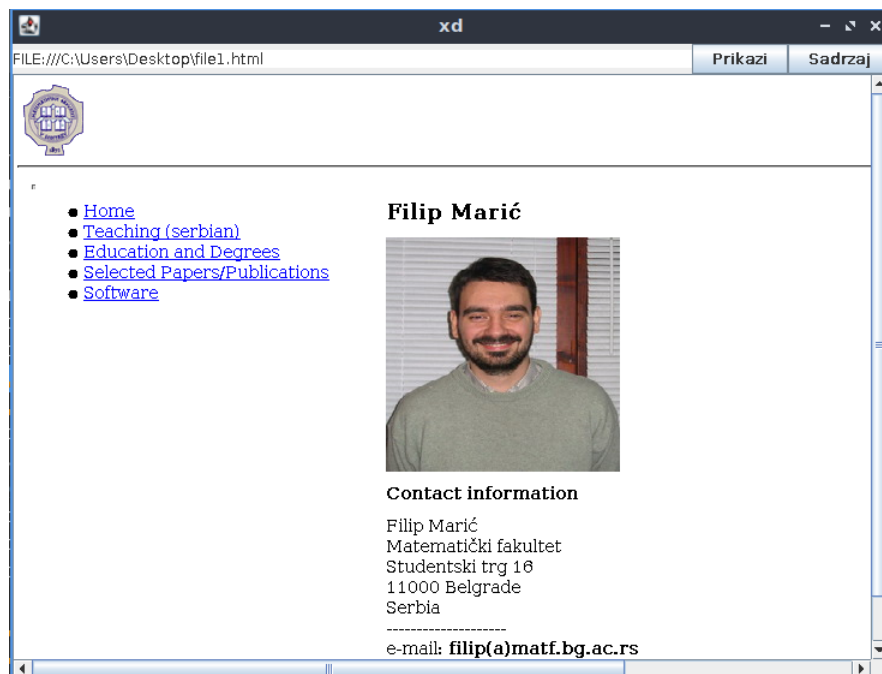 xd
FILE:///C:\Users\Desktop\file1.html
Prikazi
Sadrzaj
Home
Teaching (serbian)
Education and Degrees
Selected Papers/Publications
Software
Filip Marić
Contact information
Filip Marić
Matematički fakultet
Studentski trg 16
11000 Belgrade
Serbia
--------------------
e-mail: filip(a)matf.bg.ac.rs